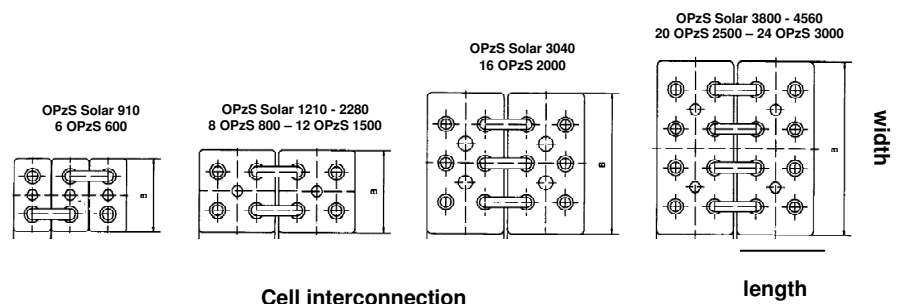 OPzS Solar 3800 - 4560
20 OPzS 2500 – 24 OPzS 3000
OPzS Solar 3040
16 OPzS 2000
OPzS Solar 910
6 OPzS 600
OPzS Solar 1210 - 2280
8 OPzS 800 – 12 OPzS 1500
B
width
length
Cell interconnection